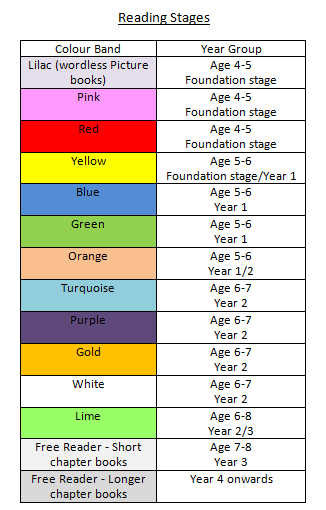 Reading Stages
Colour Band Year Group
Lilac (wordless Picture
books)
Age 4-5
Foundation stage
Pink
Age 4-5
Foundation stage
Red
Age 4-5
Foundation stage
Yellow
Age 5-6
Foundation stage/Year 1
Blue
Age 5-6
Year 1
Green
Age 5-6
Year 1
Orange
Age 5-6
Year 1/2
Turquoise
Age 6-7
Year 2
Purple
Age 6-7
Year 2
Gold
Age 6-7
Year 2
White
Age 6-7
Year 2
Lime
Age 6-8
Year 2/3
Free Reader - Short
chapter books
Age 7-8
Year 3
Free Reader - Longer
chapter books
Year 4 onwards